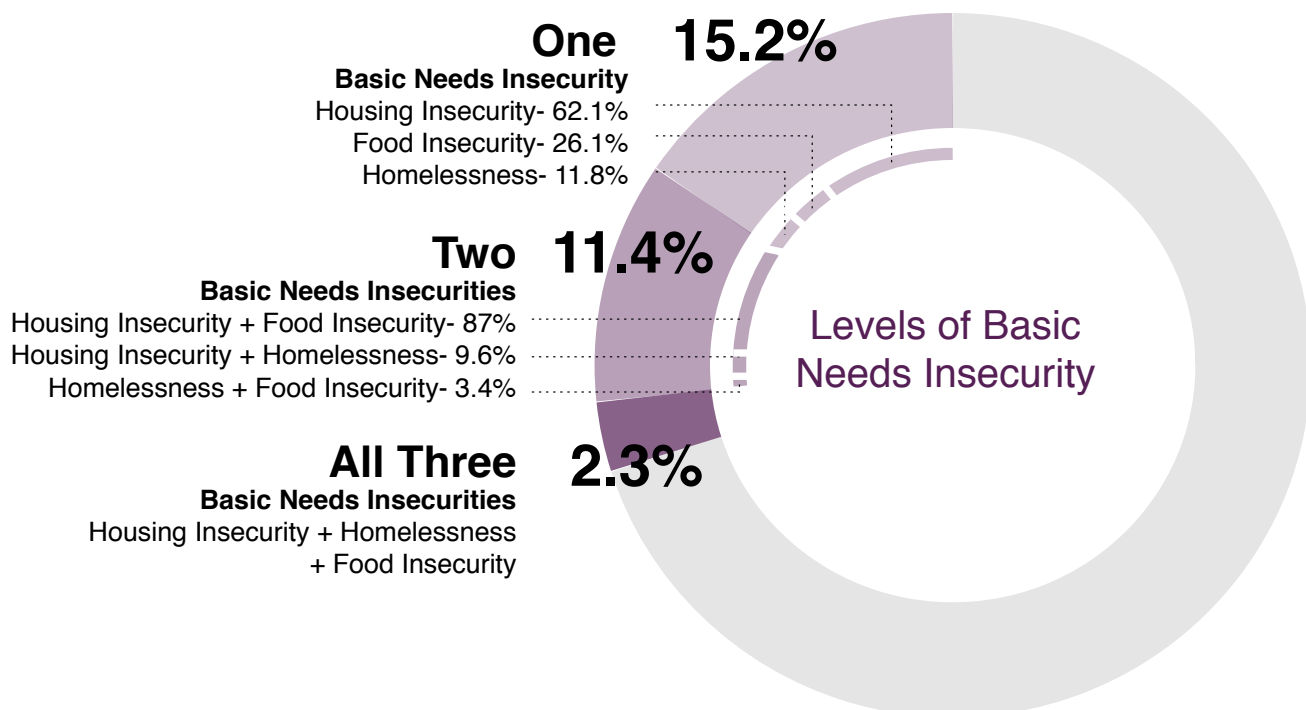 One 15.2%
Basic Needs Insecurity
Housing Insecurity- 62.1%
Food Insecurity- 26.1%
Homelessness- 11.8%
Two 11.4%
Basic Needs Insecurities
Housing Insecurity + Food Insecurity- 87%
Housing Insecurity + Homelessness- 9.6%
Homelessness + Food Insecurity- 3.4%
All Three 2.3%
Basic Needs Insecurities
Housing Insecurity + Homelessness
+ Food Insecurity
Levels of Basic
Needs Insecurity